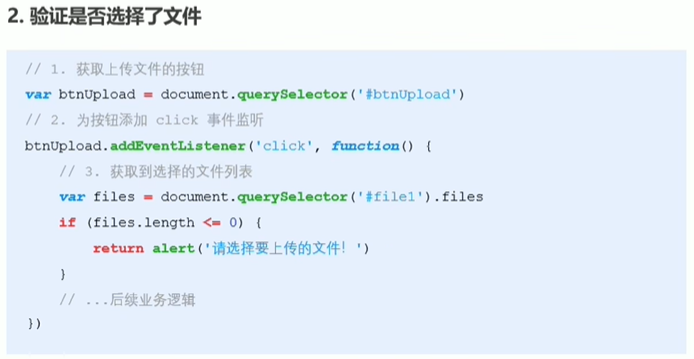 2. 验证是否选择了文件
// 1. 获取上传文件的按钮
var btnUpload = document.querySelector('#btnUpload')
// 2. 为按钮添加 click 事件监听
btnUpload.addEventListener('click', function() {
    // 3. 获取到选择的文件列表
    var files = document.querySelector('#file1').files
    if (files.length <= 0) {
        return alert('请选择要上传的文件！')
    }
    // ...后续业务逻辑
})